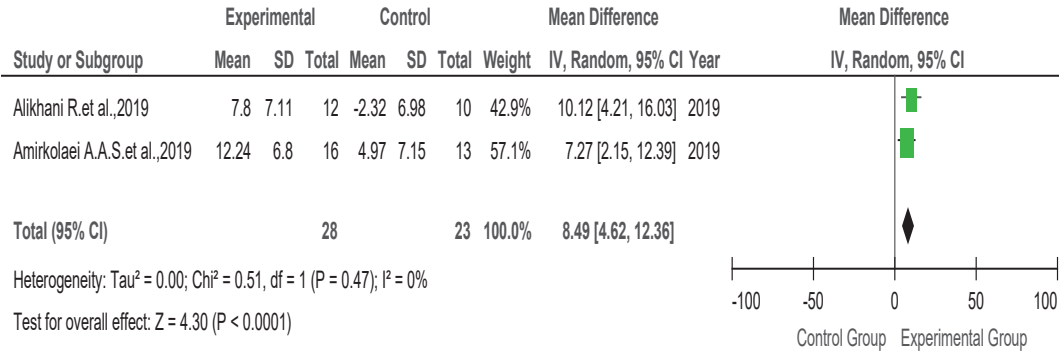 Experimental Control Mean Difference Mean Difference
Study or Subgroup Mean SD Total Mean SD Total Weight IV, Random, 95% CI Year IV, Random, 95% CI
Alikhani R.et al.,2019 7.8 7.11 12 -2.32 6.98 10 42.9% 10.12 [4.21, 16.03] 2019
Amirkolaei A.A.S.et al.,2019 12.24 6.8 16 4.97 7.15 13 57.1% 7.27 [2.15, 12.39] 2019
Total (95% CI) 28 23 100.0% 8.49 [4.62, 12.36]
Heterogeneity: Tau² = 0.00; Chi² = 0.51, df = 1 (P = 0.47); I² = 0%
-100 -50 0 50 100
Test for overall effect: Z = 4.30 (P < 0.0001)
Control Group Experimental Group